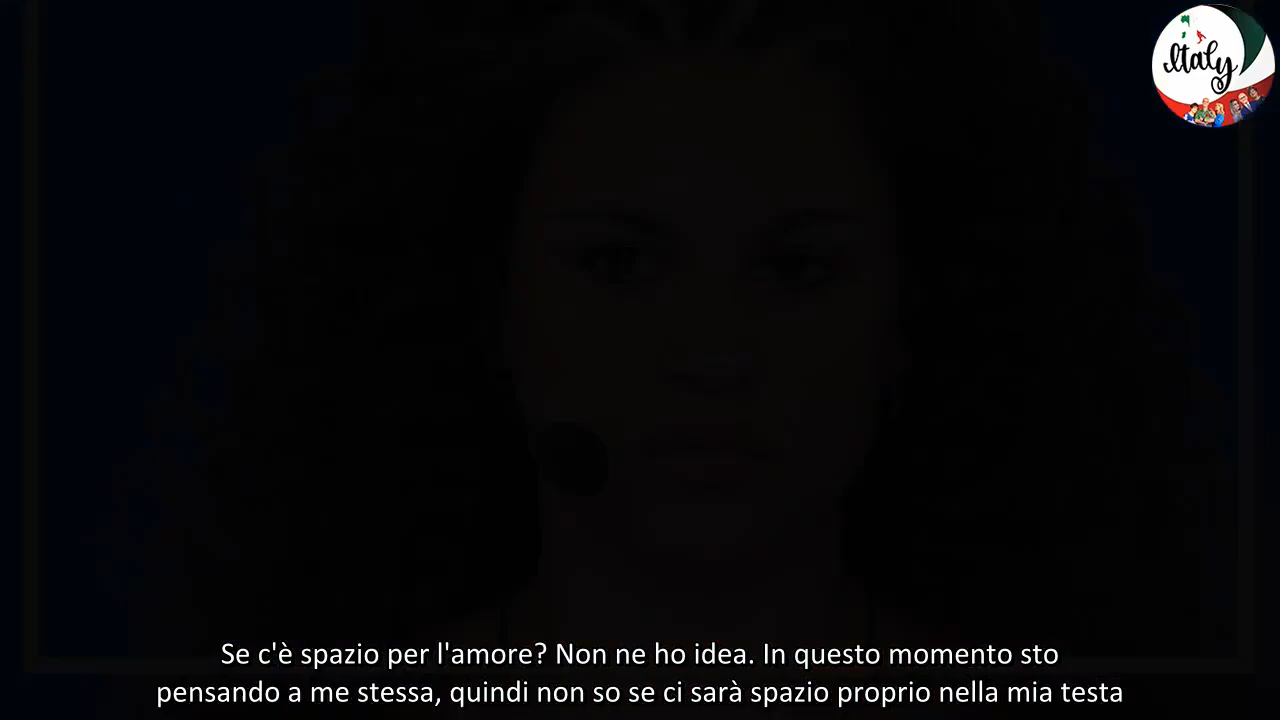 Italy
Se c'è spazio per l'amore? Non ne ho idea. In questo momento sto
pensando a me stessa, quindi non so se ci sarà spazio proprio nella mia testa